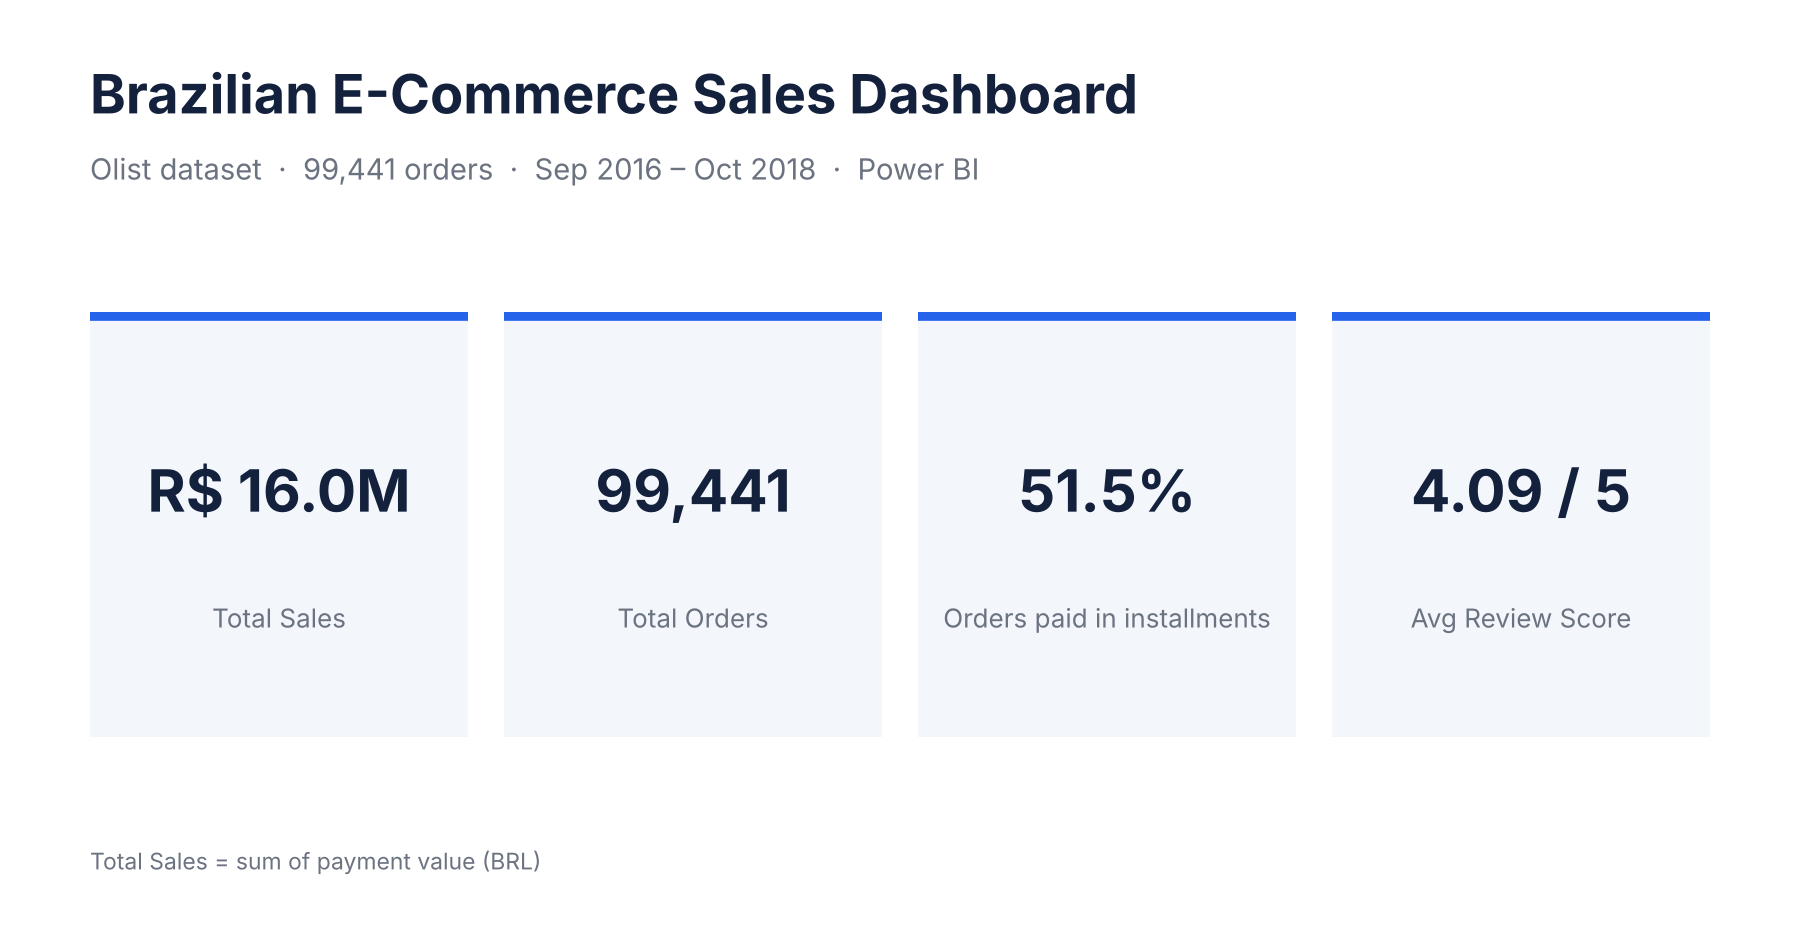 Brazilian E-Commerce Sales Dashboard
Olist dataset · 99,441 orders · Sep 2016 – Oct 2018 · Power BI
R$ 16.0M
Total Sales
99,441
Total Orders
51.5%
Orders paid in installments
4.09 / 5
Avg Review Score
Total Sales = sum of payment value (BRL)